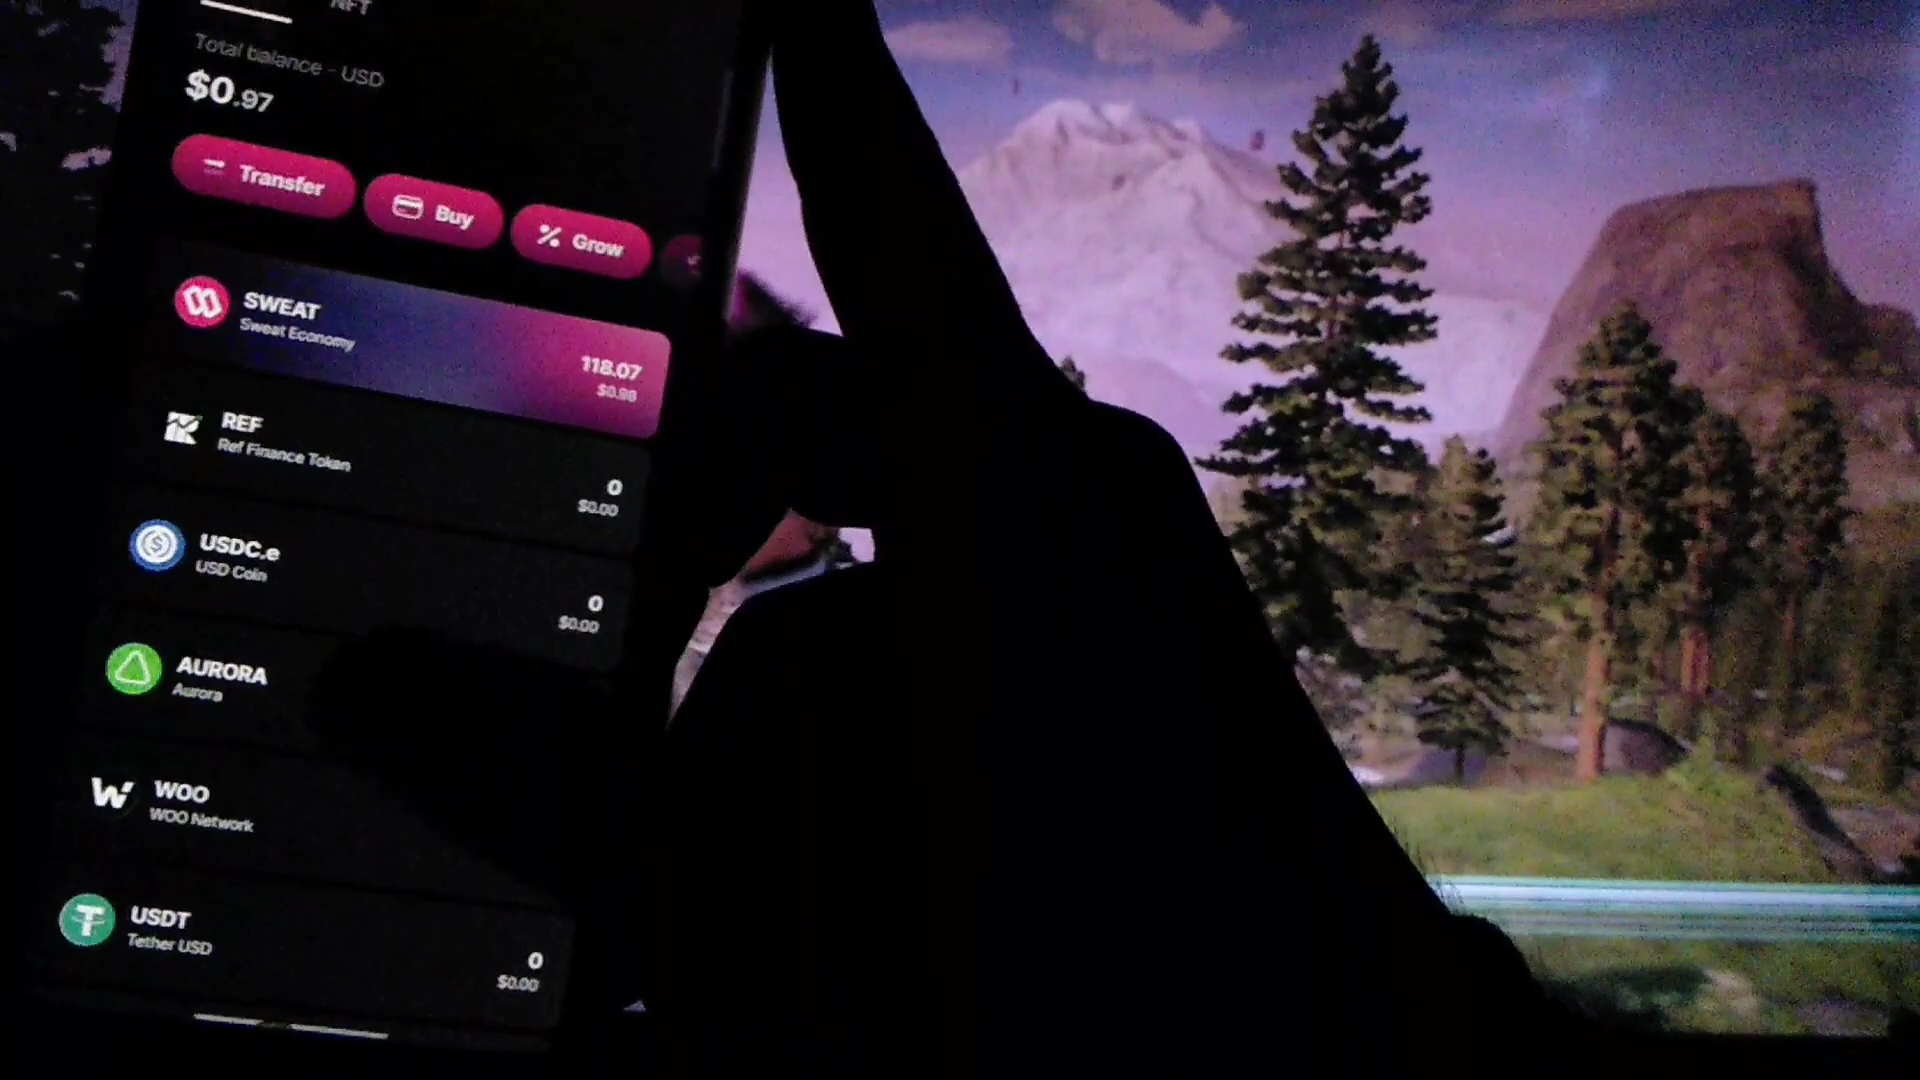 NFT
Total balance - USD
$0.97
Transfer
Buy
Grow
SWEAT
Sweat Economy
118.07
REF
Ref Finance Token
0
$0.00
USDC.e
USD Coin
0
$0.00
AURORA
Aurora
WOO
WOO Network
USDT
Tether USD
0
$0.00